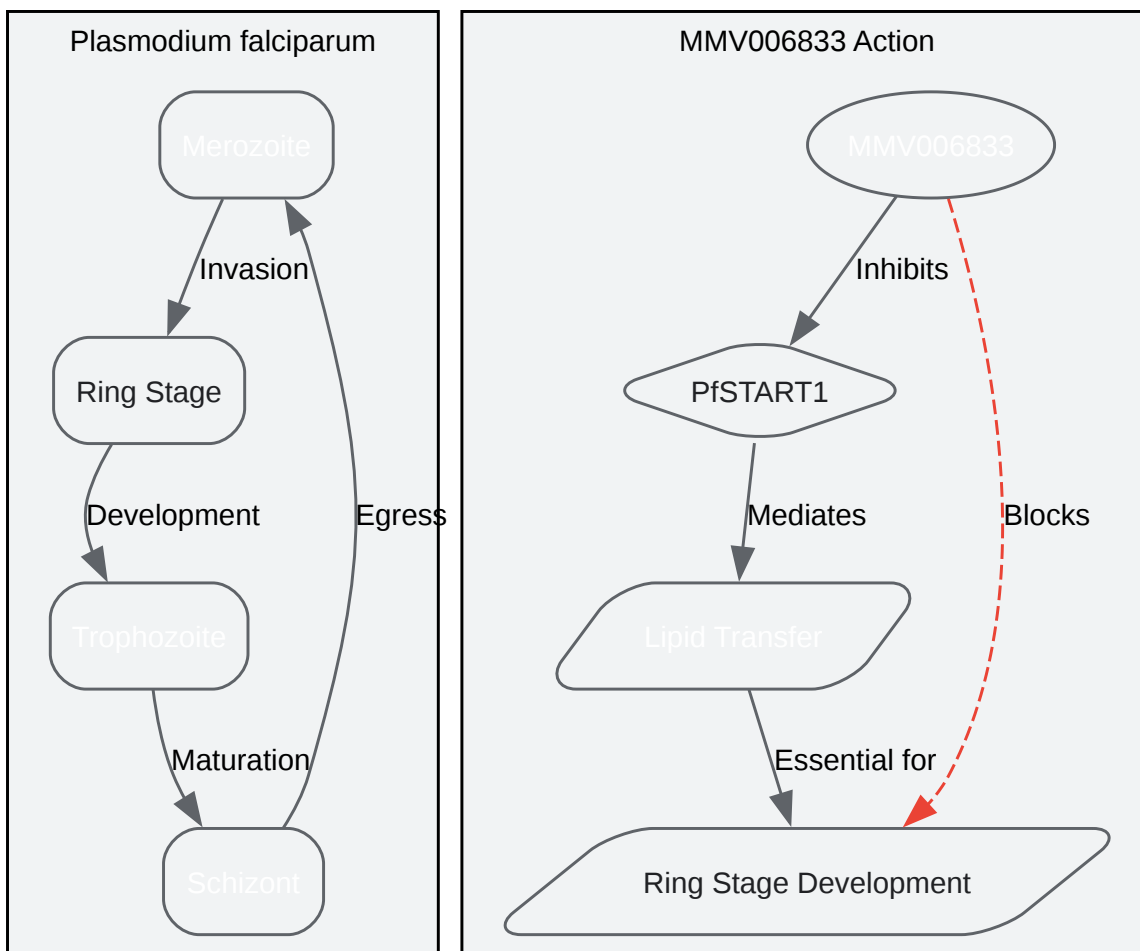 Plasmodium falciparum
Merozoite
Invasion
Ring Stage
Development
Egress
Trophozoite
Maturation
Schizont
MMV006833 Action
MMV006833
Inhibits
PfSTART1
Mediates
Blocks
Lipid Transfer
Essential for
Ring Stage Development